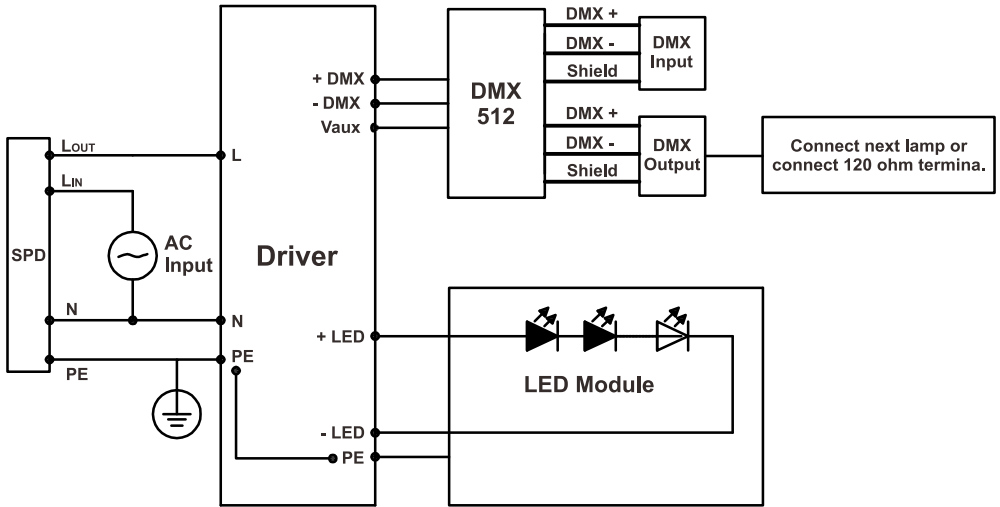 SPD
LOUT
LIN
AC
Input
N
PE
L
N
PE
Driver
+ DMX
- DMX
Vaux
+ LED
- LED
PE
DMX
512
DMX +
DMX -
Shield
DMX
Input
DMX +
DMX -
Shield
DMX
Output
Connect next lamp or
connect 120 ohm termina.
LED Module